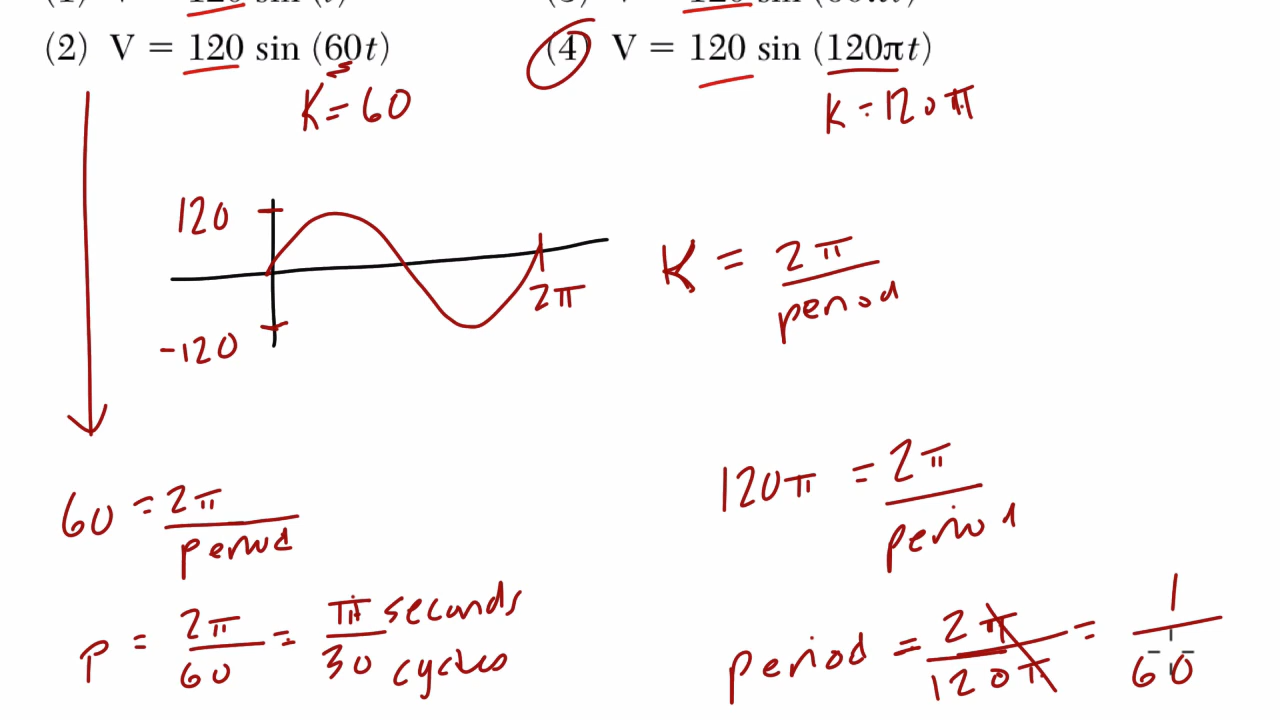 (2) V = 120 sin (60t)
(4) V = 120 sin (120πt)
K = 60
K = 120π
120
-120
2π
K = 2π
period
60 = 2π
period
P = 2π = π seconds
60 30 cycles
120π = 2π
period
period = 2π = 1
120π 60